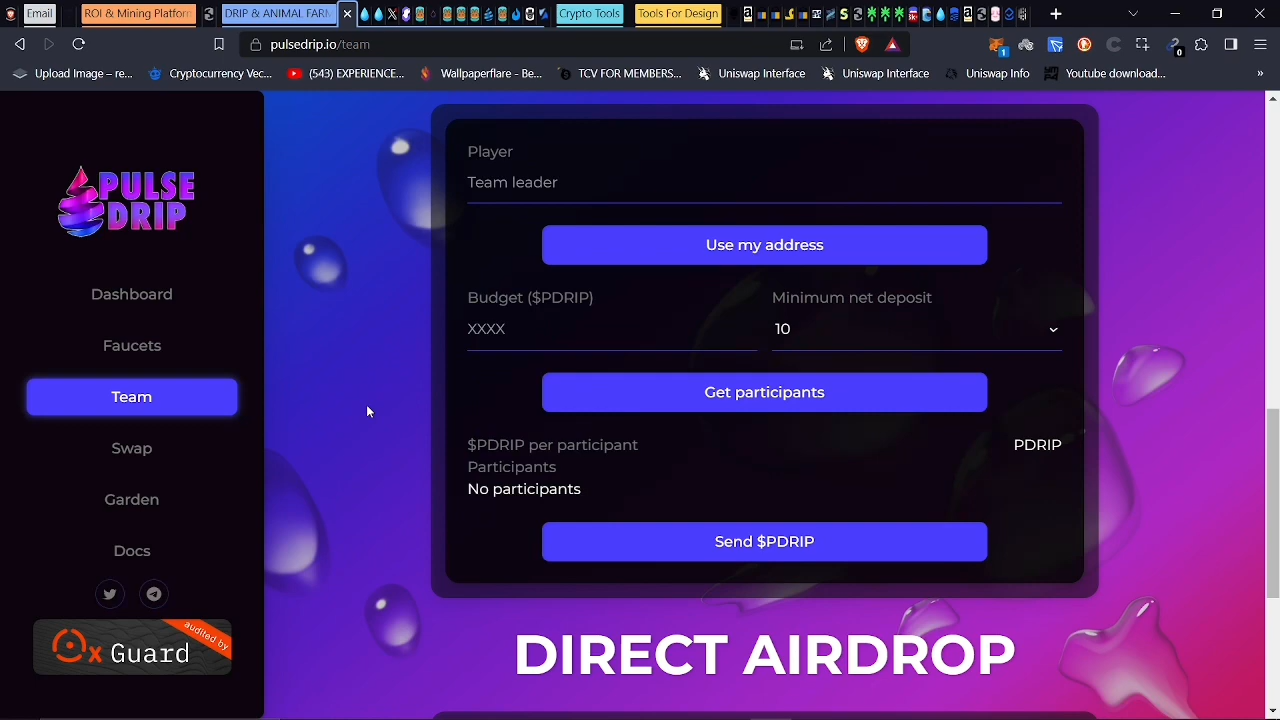 Email
ROI & Mining Platform
DRIP & ANIMAL FARM
Crypto Tools
Tools For Design
pulsedrip.io/team
1
0
Upload Image – re...
Cryptocurrency Vec...
(543) EXPERIENCE...
Wallpaperflare - Be...
TCV FOR MEMBERS...
Uniswap Interface
Uniswap Interface
Uniswap Info
Youtube download...
»
PULSE
DRIP
Dashboard
Faucets
Team
Swap
Garden
Docs
audited by
x Guard
Player
Team leader
Use my address
Budget ($PDRIP)
Minimum net deposit
XXXX
10
Get participants
$PDRIP per participant
PDRIP
Participants
No participants
Send $PDRIP
DIRECT AIRDROP